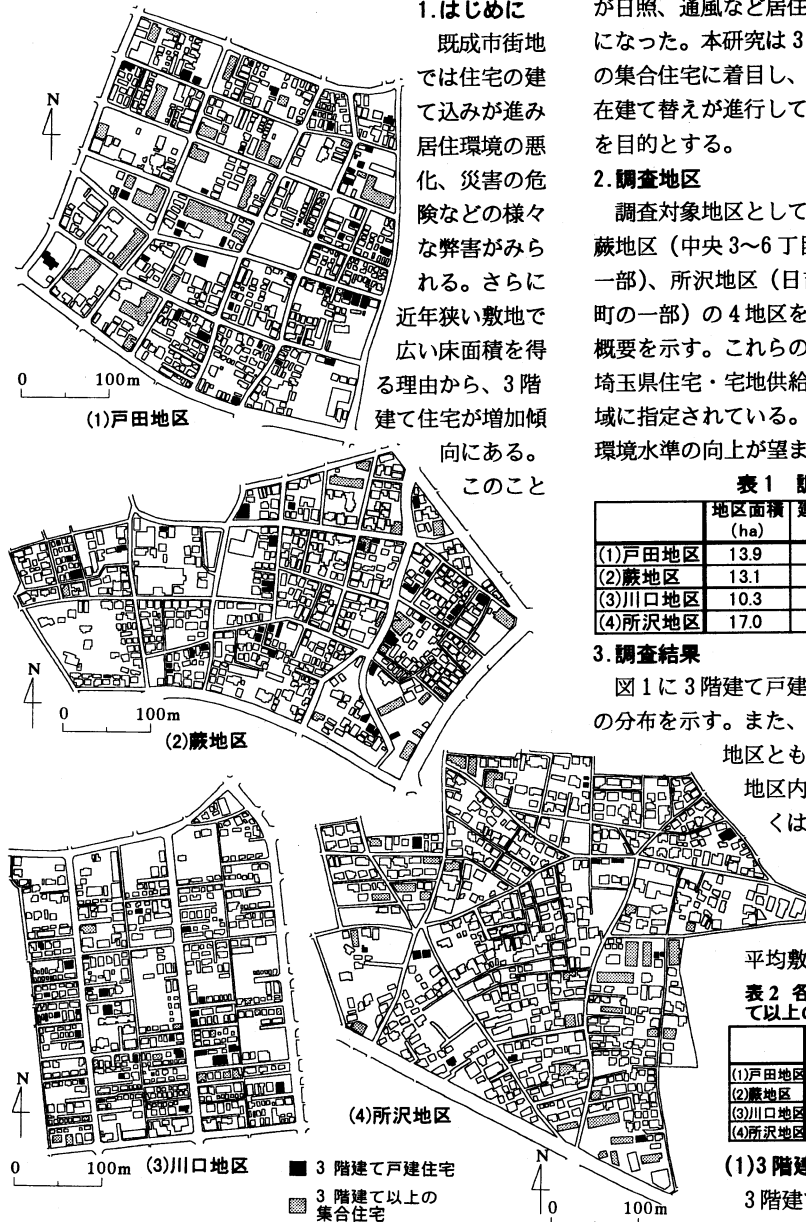 1.はじめに
既成市街地
では住宅の建
て込みが進み
居住環境の悪
化、災害の危
険などの様々
な弊害がみら
れる。さらに
近年狭い敷地で
広い床面積を得
る理由から、3階
建て住宅が増加傾
向にある。
このこと
N
0 100m
(1)戸田地区
N
0 100m
(2)蕨地区
N
0 100m
(3)川口地区
(4)所沢地区
N
0 100m
3 階建て戸建住宅
3 階建て以上の
集合住宅
が日照、通風など居住
になった。本研究は 3
の集合住宅に着目し、
在建て替えが進行して
を目的とする。
2.調査地区
調査対象地区として
蕨地区（中央 3～6 丁目
一部）、所沢地区（日吉
町の一部）の 4 地区を
概要を示す。これらの
埼玉県住宅・宅地供給
域に指定されている。
環境水準の向上が望ま
表 1
地区面積
(ha)
(1)戸田地区 13.9
(2)蕨地区 13.1
(3)川口地区 10.3
(4)所沢地区 17.0
3.調査結果
図 1 に 3 階建て戸建
の分布を示す。また、
地区とも
地区内
くは
平均敷
表 2 各
て以上の
(1)戸田地区
(2)蕨地区
(3)川口地区
(4)所沢地区
(1)3 階建
3 階建て